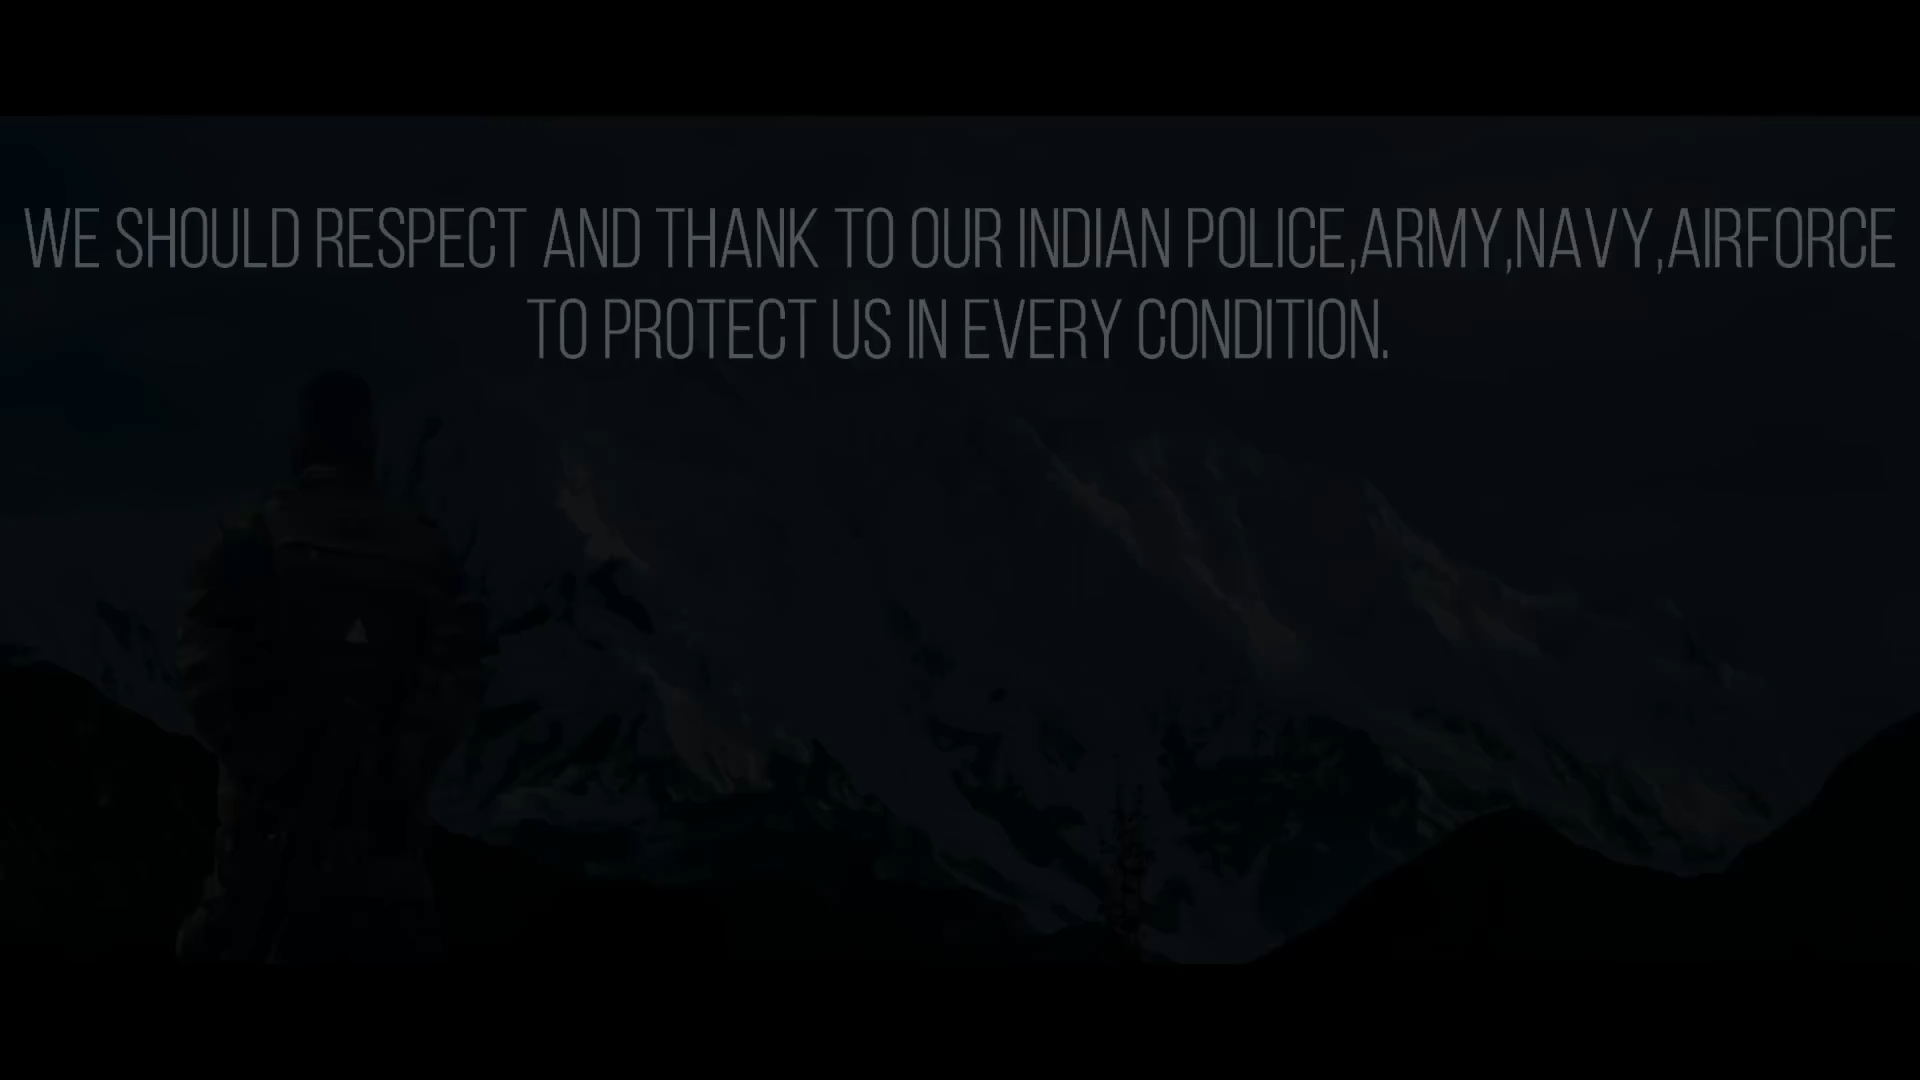 WE SHOULD RESPECT AND THANK TO OUR INDIAN POLICE,ARMY,NAVY,AIRFORCE
TO PROTECT US IN EVERY CONDITION.